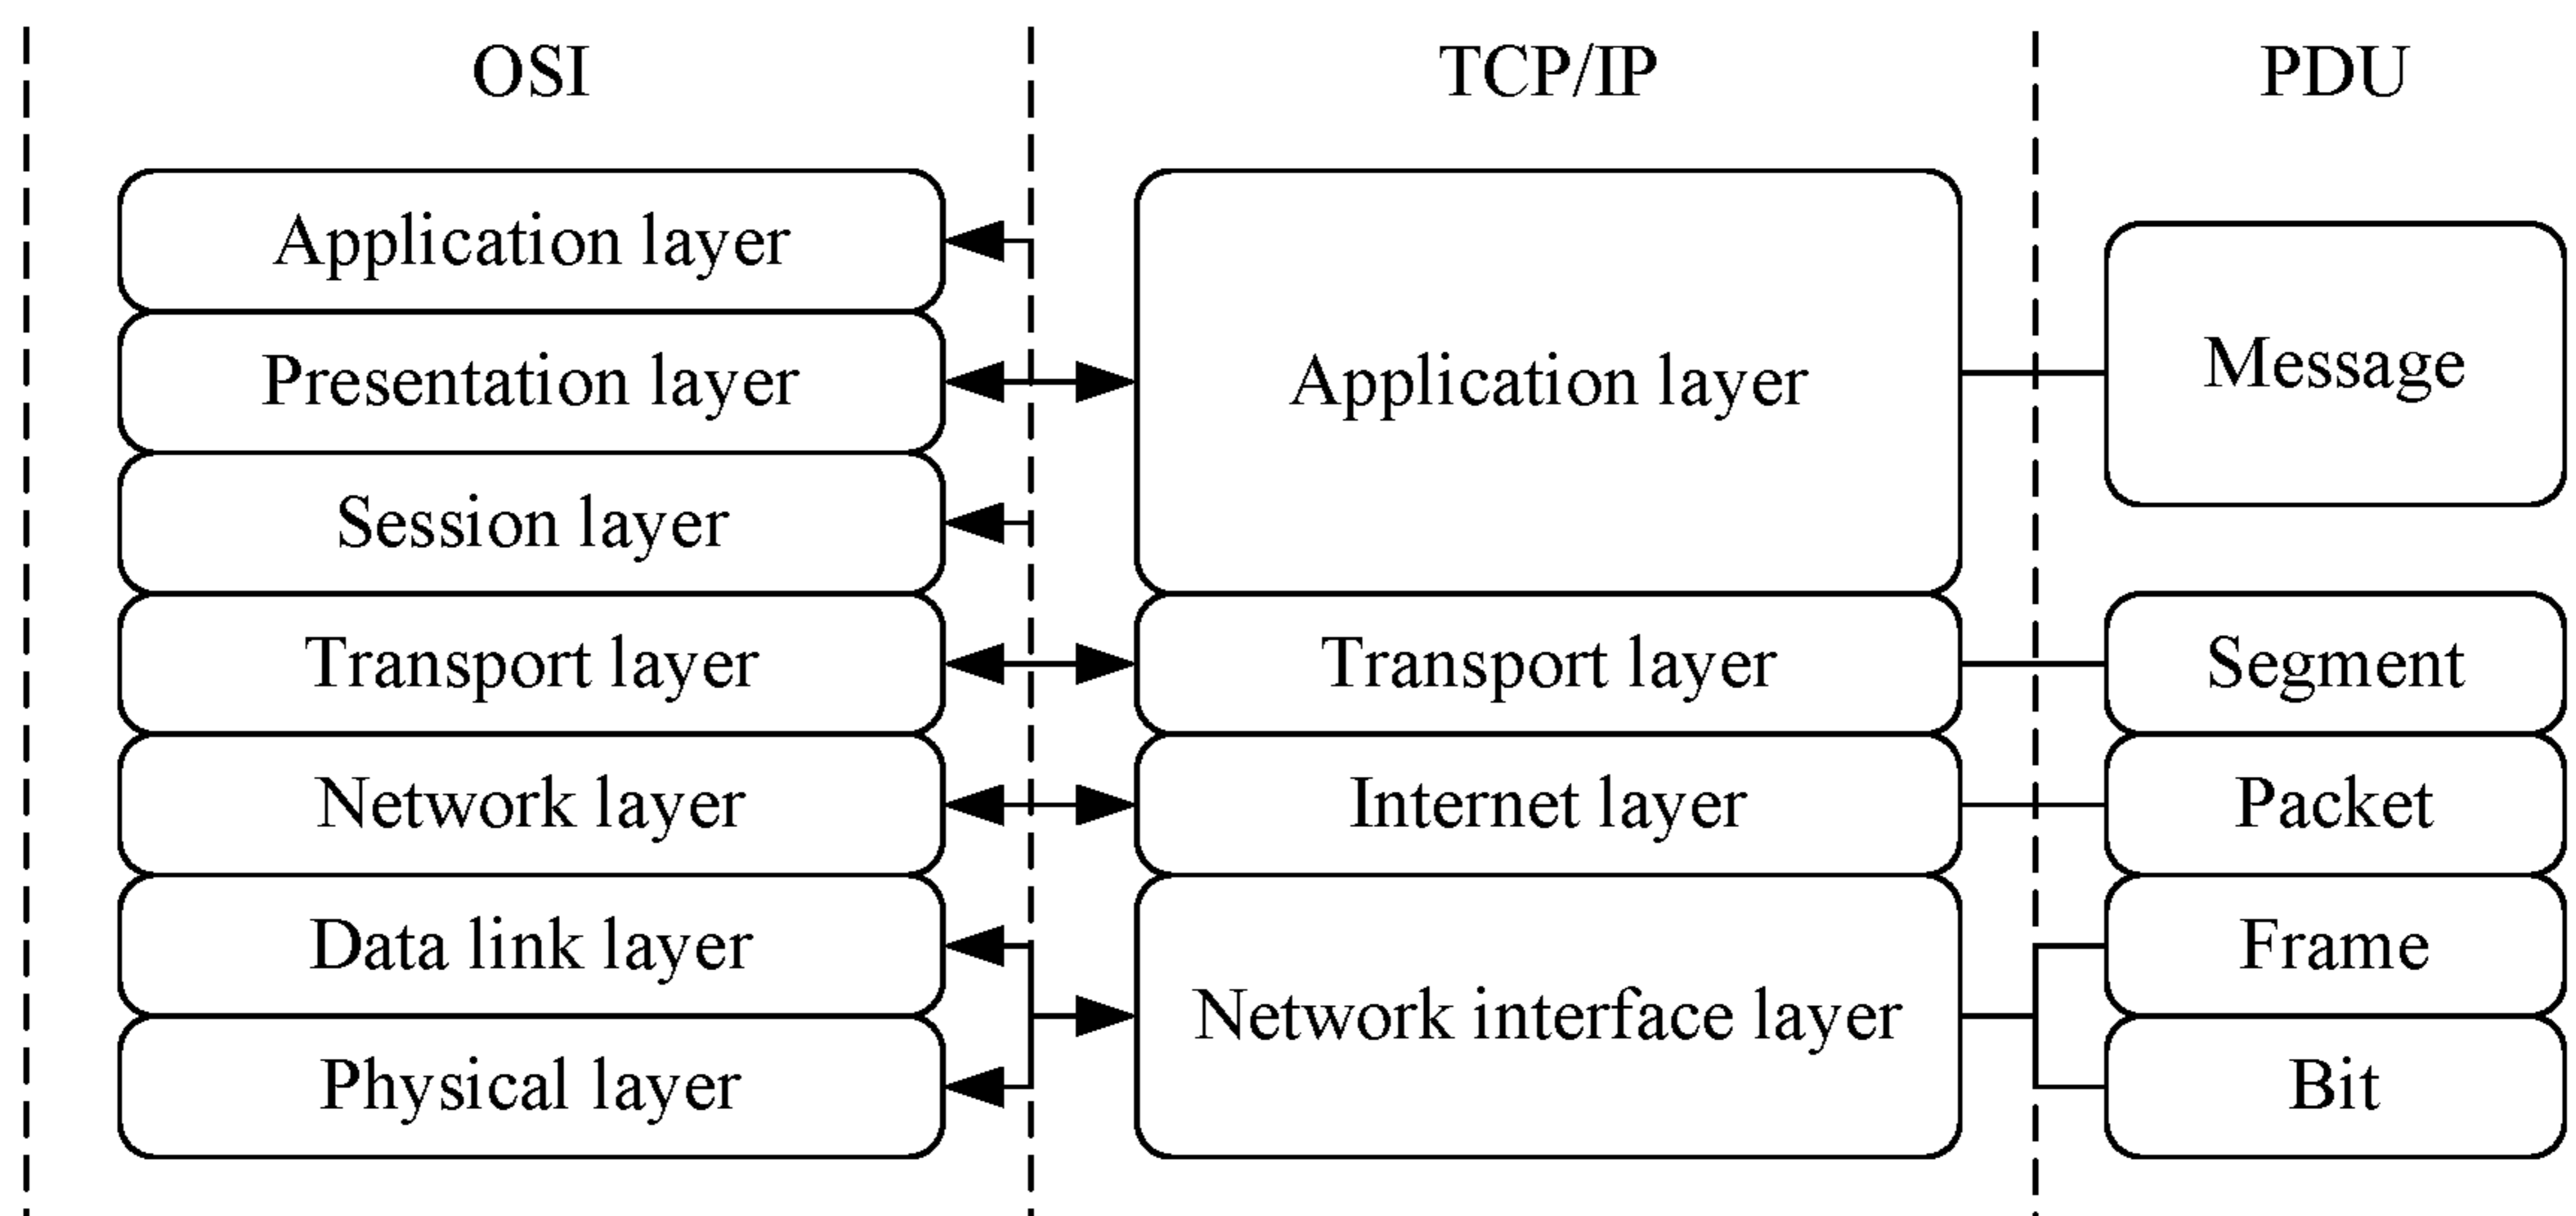 OSI
TCP/IP
PDU
Application layer
Presentation layer
Session layer
Transport layer
Network layer
Data link layer
Physical layer
Application layer
Transport layer
Internet layer
Network interface layer
Message
Segment
Packet
Frame
Bit